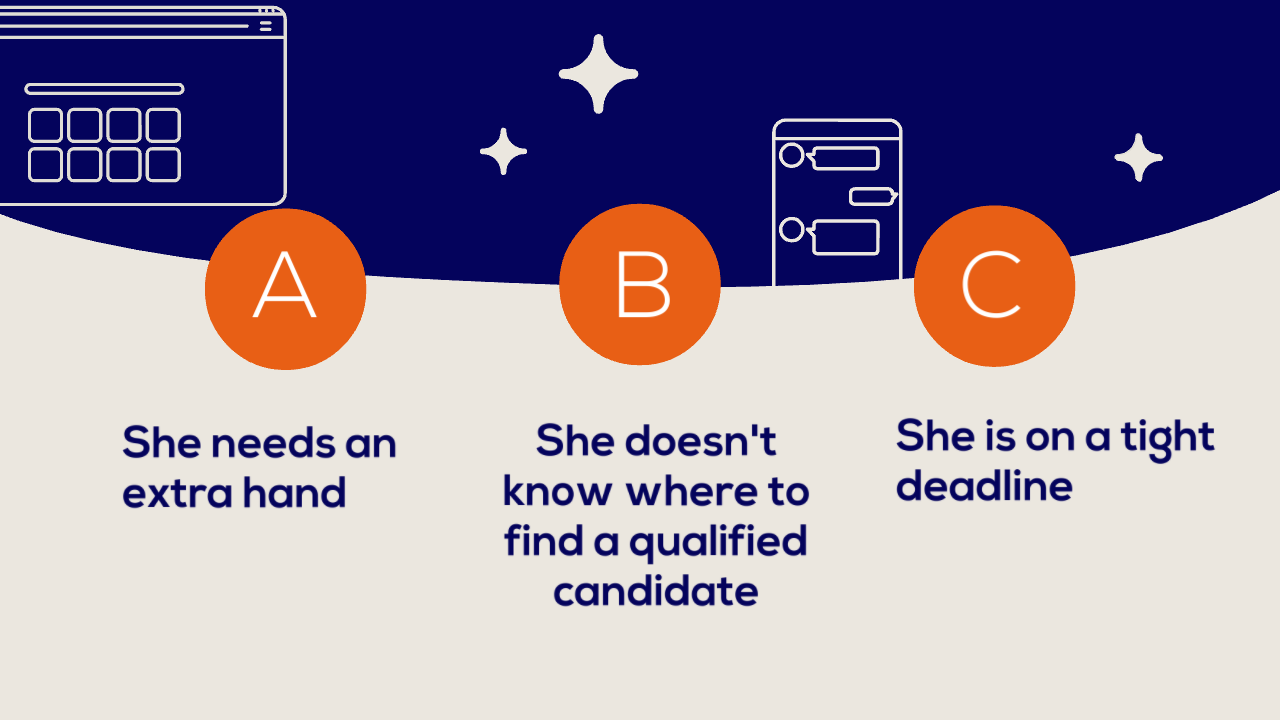 A
She needs an
extra hand
B
She doesn't
know where to
find a qualified
candidate
C
She is on a tight
deadline